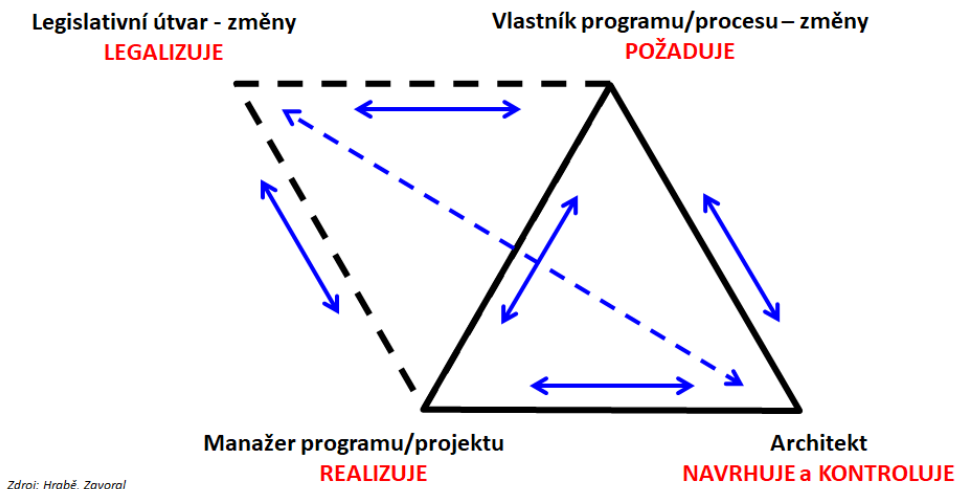 Legislativní útvar - změny
LEGALIZUJE
Vlastník programu/procesu – změny
POŽADUJE
Manažer programu/projektu
REALIZUJE
Architekt
NAVRHUJE a KONTROLUJE
Zdroj: Hrabě, Zavoral